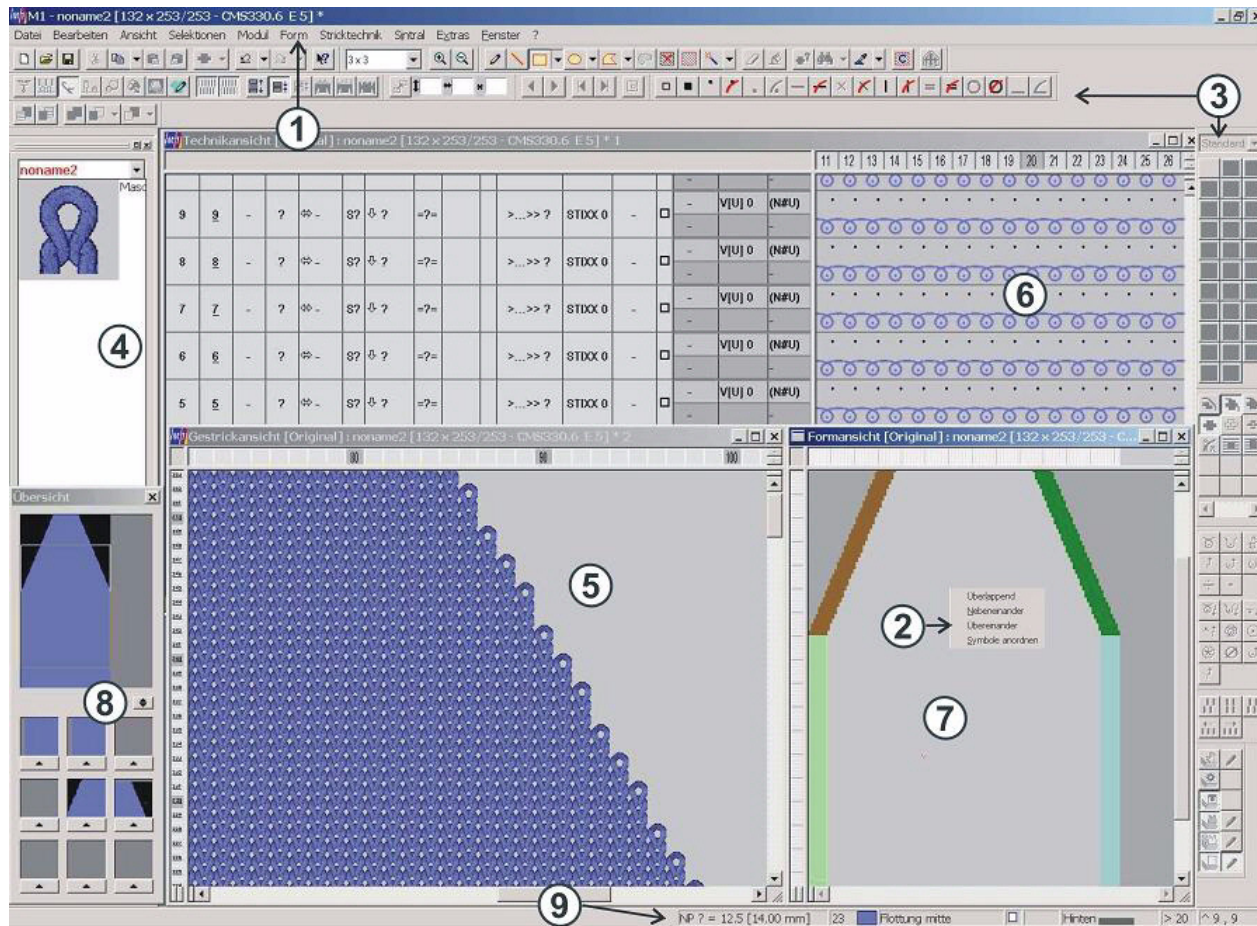 M1 - noname2 [132 x 253/253 - CMS330.6 E 5] *
Datei Bearbeiten Ansicht Selektionen Modul Form Stricktechnik Sintral Extras Fenster ?
3 x 3
1
3
Technikansicht [Original] : noname2 [132 x 253/253 - CMS330.6 E 5] * 1
Standard
noname2
Masc
11 12 13 14 15 16 17 18 19 20 21 22 23 24 25 26
9 9 - ? ⇔ - S? ⇩ ? =?= >...>> ? STIXX 0 - - V[U] 0 (N#U)
8 8 - ? ⇔ - S? ⇩ ? =?= >...>> ? STIXX 0 - - V[U] 0 (N#U)
7 7 - ? ⇔ - S? ⇩ ? =?= >...>> ? STIXX 0 - - V[U] 0 (N#U)
6 6 - ? ⇔ - S? ⇩ ? =?= >...>> ? STIXX 0 - - V[U] 0 (N#U)
5 5 - ? ⇔ - S? ⇩ ? =?= >...>> ? STIXX 0 - - V[U] 0 (N#U)
6
4
Gestrickansicht [Original] : noname2 [132 x 253/253 - CMS330.6 E 5] * 2
Formansicht [Original] : noname2 [132 x 253/253 - C...
80 90 100
Übersicht
5
Überlappend
Nebeneinander
2
Übereinander
Symbole anordnen
7
8
9
NP ? = 12.5 [14.00 mm] 23 Flottung mitte Hinten > 20 ^ 9 , 9